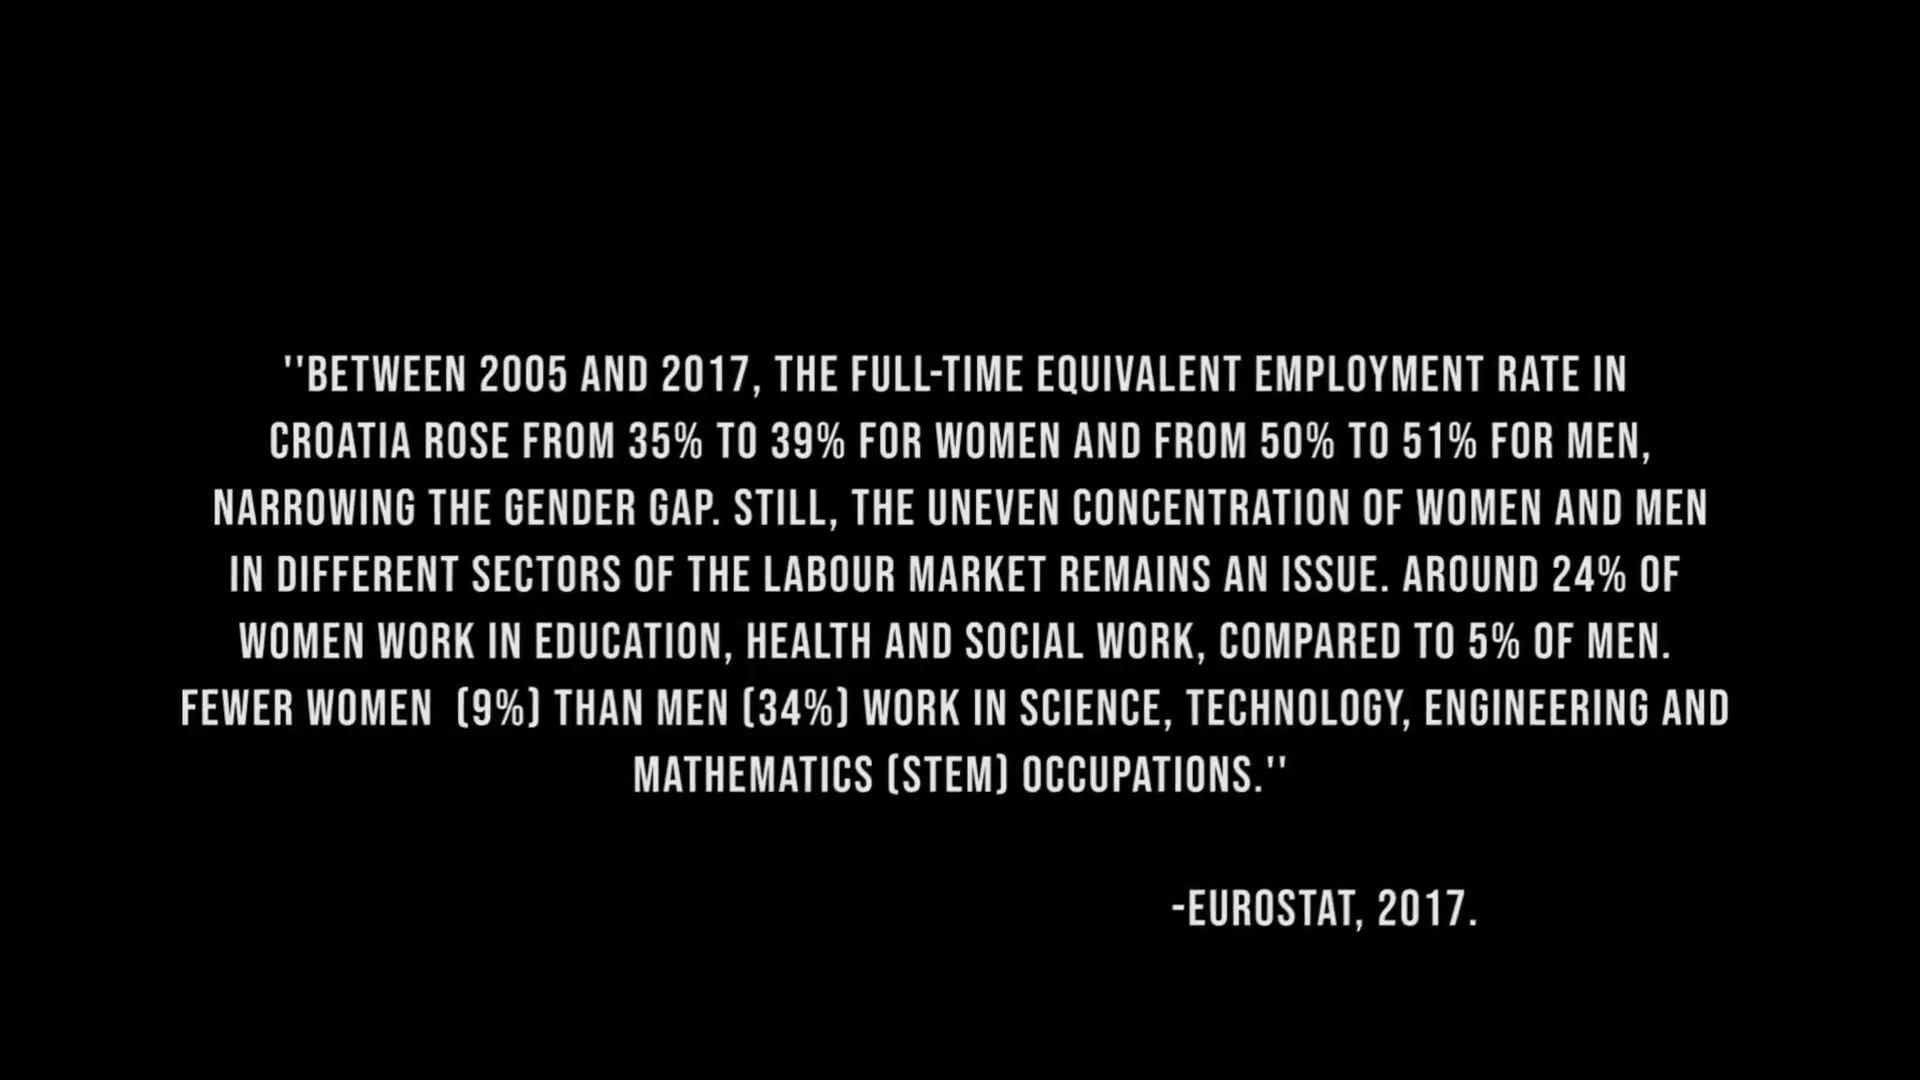 ''BETWEEN 2005 AND 2017, THE FULL-TIME EQUIVALENT EMPLOYMENT RATE IN
CROATIA ROSE FROM 35% TO 39% FOR WOMEN AND FROM 50% TO 51% FOR MEN,
NARROWING THE GENDER GAP. STILL, THE UNEVEN CONCENTRATION OF WOMEN AND MEN
IN DIFFERENT SECTORS OF THE LABOUR MARKET REMAINS AN ISSUE. AROUND 24% OF
WOMEN WORK IN EDUCATION, HEALTH AND SOCIAL WORK, COMPARED TO 5% OF MEN.
FEWER WOMEN  (9%) THAN MEN (34%) WORK IN SCIENCE, TECHNOLOGY, ENGINEERING AND
MATHEMATICS (STEM) OCCUPATIONS.''
-EUROSTAT, 2017.